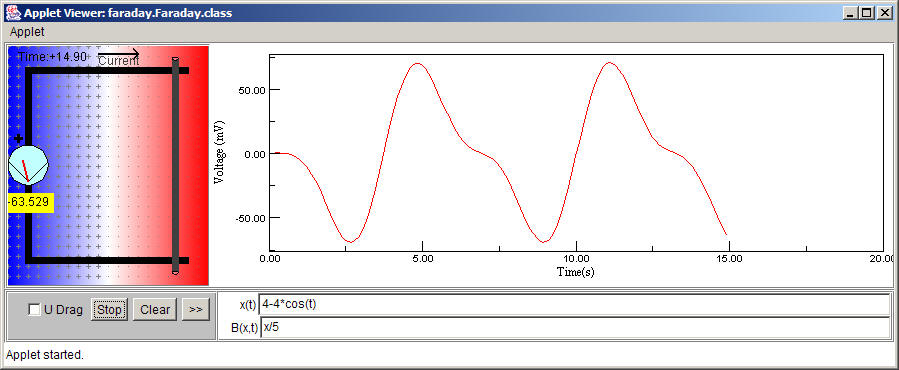 Applet Viewer: faraday.Faraday.class
Applet
Time:+14.90
Current
+
-63.529
Voltage (mV)
50.00
0.00
-50.00
0.00 5.00 10.00 15.00 20.00
Time(s)
U Drag Stop Clear >>
x(t) 4-4*cos(t)
B(x,t) x/5
Applet started.